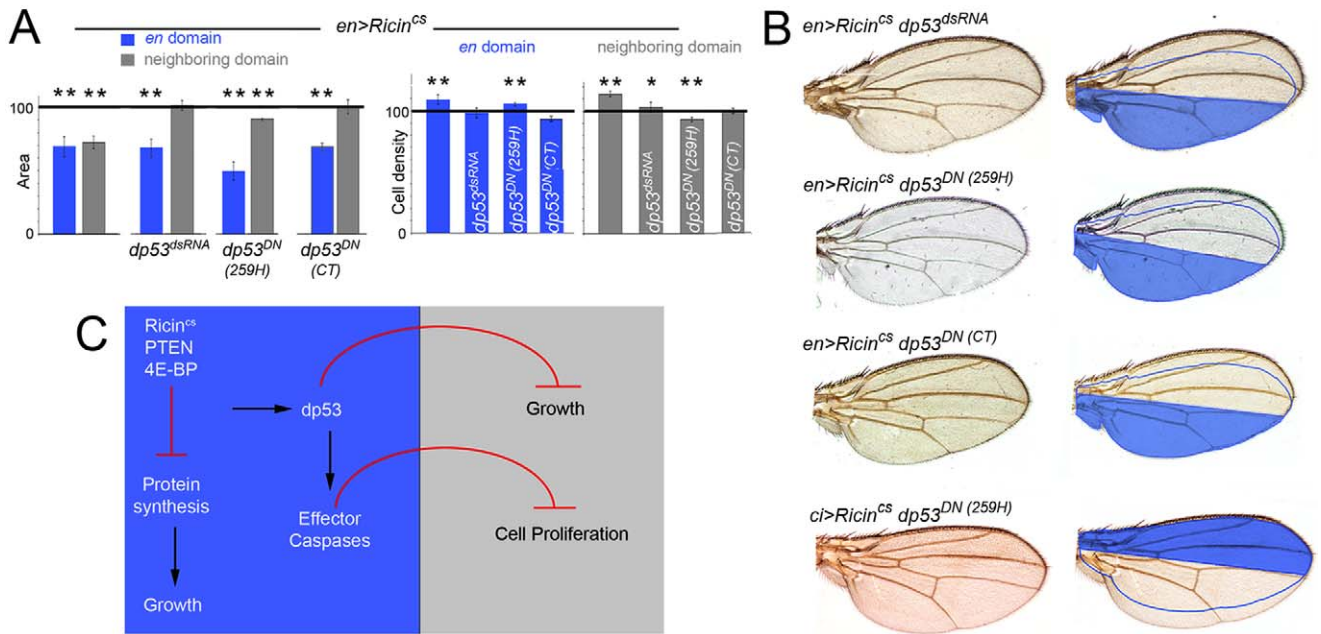 A
en>Ricin^cs
en domain
neighboring domain
** ** ** ** ** **
100
Area
0
dp53^dsRNA
dp53^DN
(259H)
dp53^DN
(CT)
en domain
neighboring domain
** ** ** * **
100
Cell density
0
dp53^dsRNA
dp53^DN (259H)
dp53^DN (CT)
dp53^dsRNA
dp53^DN (259H)
dp53^DN (CT)
B
en>Ricin^cs dp53^dsRNA
en>Ricin^cs dp53^DN (259H)
en>Ricin^cs dp53^DN (CT)
ci>Ricin^cs dp53^DN (259H)
C
Ricin^cs
PTEN
4E-BP
dp53
Growth
Protein
synthesis
Effector
Caspases
Cell Proliferation
Growth